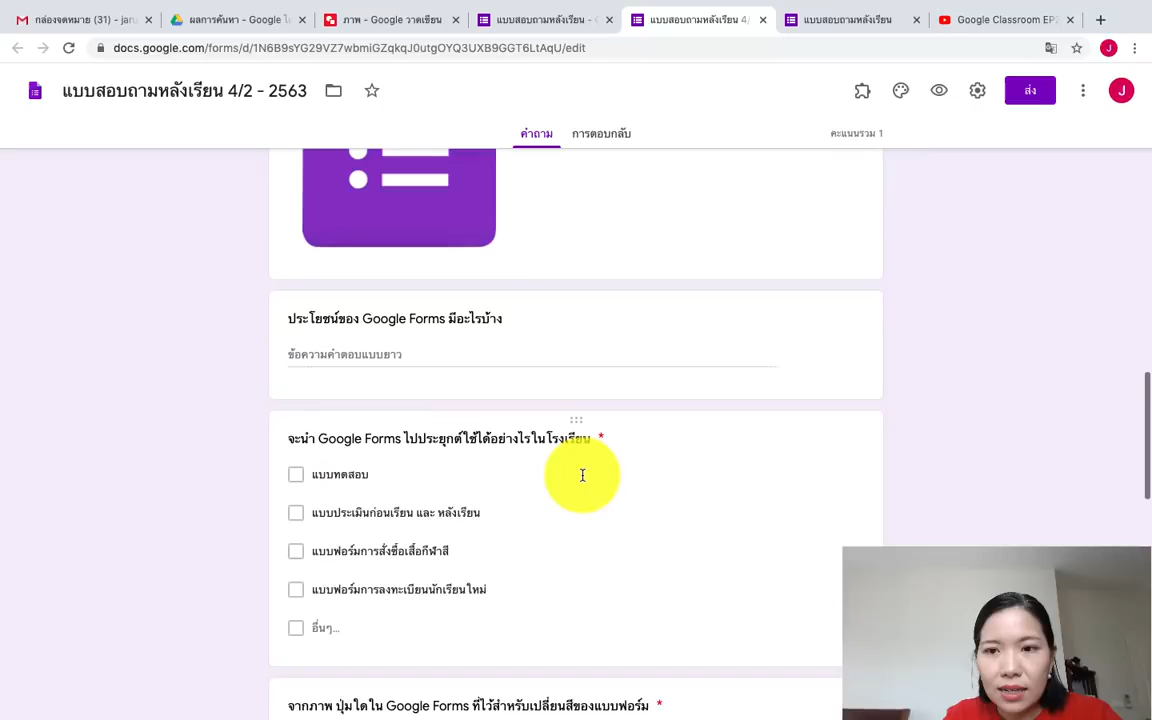 กล่องจดหมาย (31) - jaru
ผลการค้นหา - Google ไ
ภาพ - Google วาดเขียน
แบบสอบถามหลังเรียน - G
แบบสอบถามหลังเรียน 4/
แบบสอบถามหลังเรียน
Google Classroom EP2
docs.google.com/forms/d/1N6B9sYG29VZ7wbmiGZqkqJ0utgOYQ3UXB9GGT6LtAqU/edit
J
แบบสอบถามหลังเรียน 4/2 - 2563
ส่ง
J
คำถาม
การตอบกลับ
คะแนนรวม 1
ประโยชน์ของ Google Forms มีอะไรบ้าง
ข้อความคำตอบแบบยาว
จะนำ Google Forms ไปประยุกต์ใช้ได้อย่างไรในโรงเรียน *
แบบทดสอบ
แบบประเมินก่อนเรียน และ หลังเรียน
แบบฟอร์มการสั่งซื้อเสื้อกีฬาสี
แบบฟอร์มการลงทะเบียนนักเรียนใหม่
อื่นๆ...
จากภาพ ปุ่มใดใน Google Forms ที่ไว้สำหรับเปลี่ยนสีของแบบฟอร์ม *